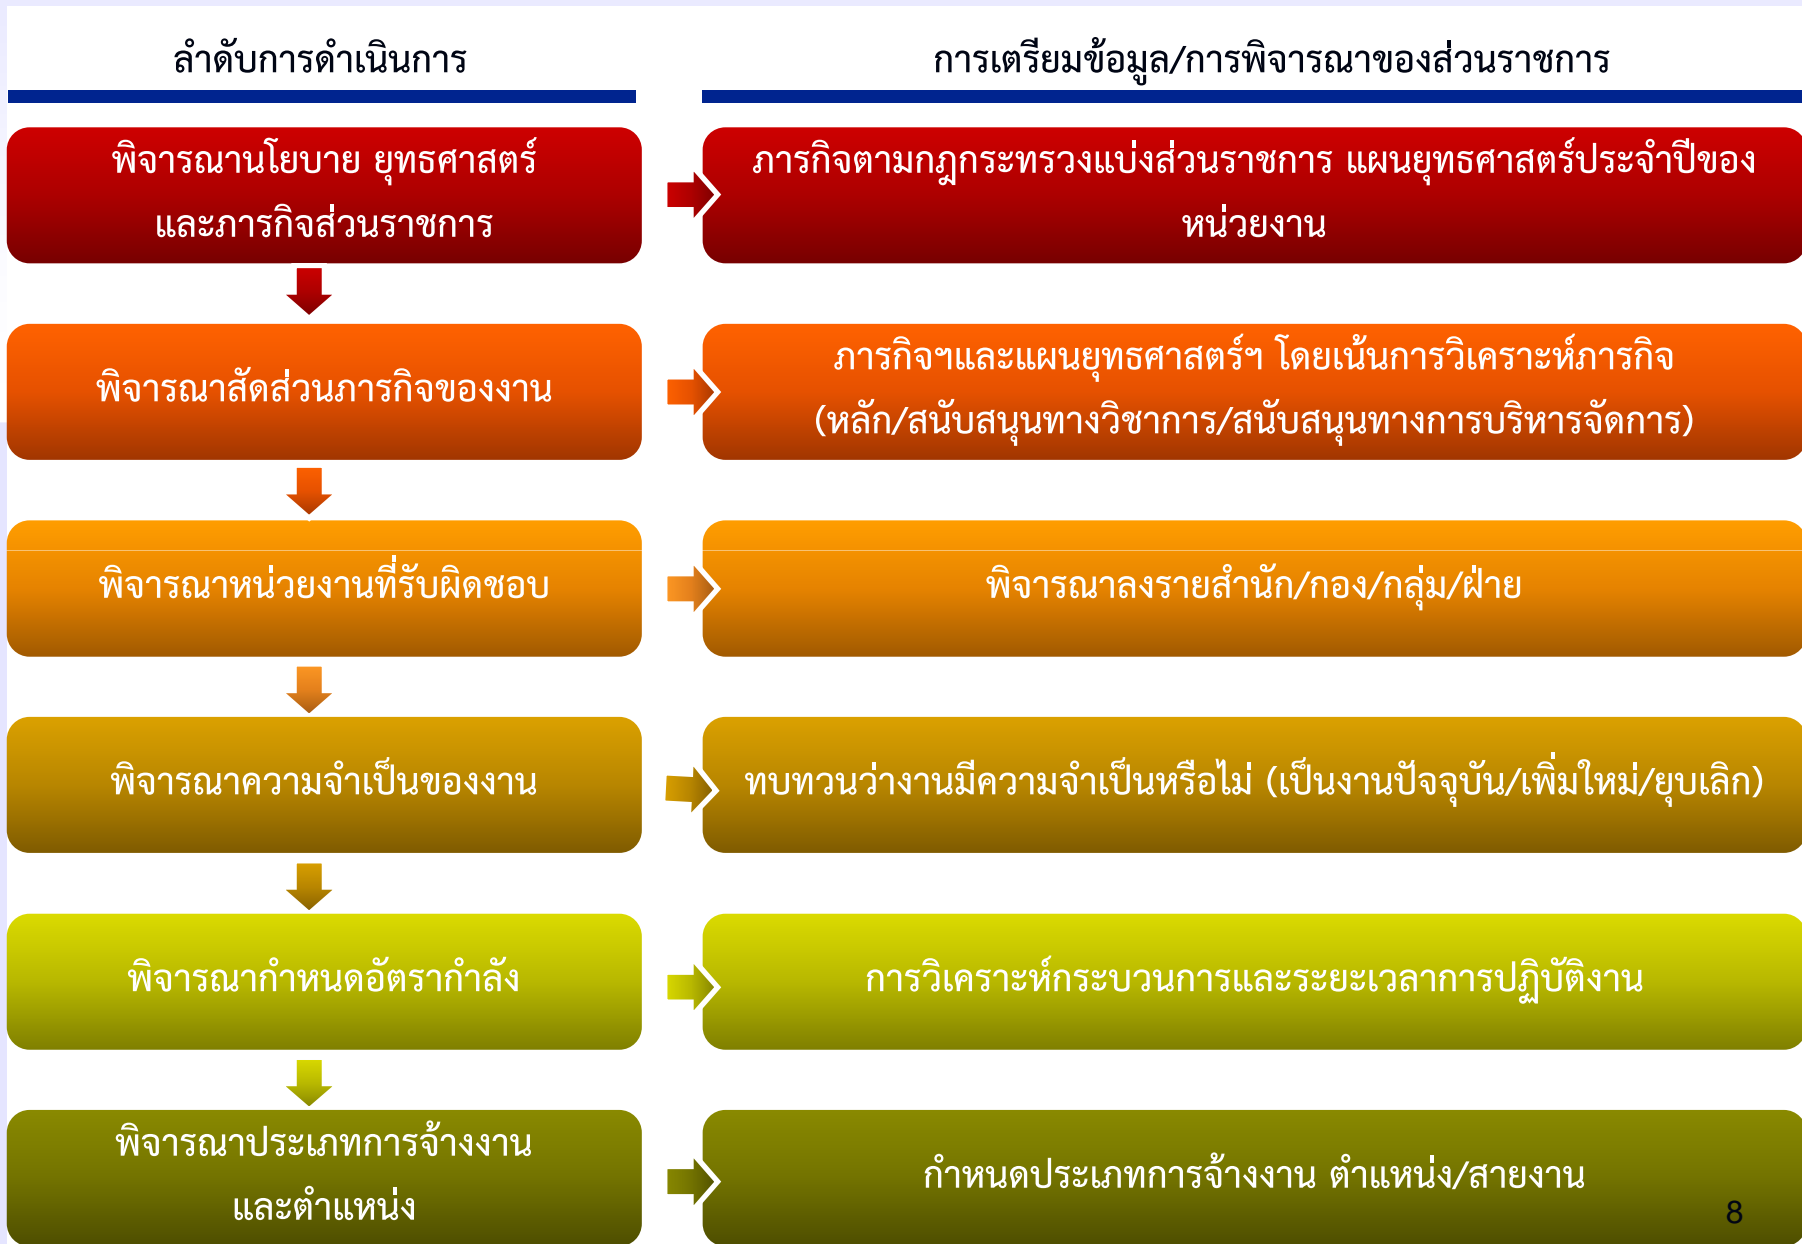 ลำดับการดำเนินการ
การเตรียมข้อมูล/การพิจารณาของส่วนราชการ
พิจารณานโยบาย ยุทธศาสตร์
และภารกิจส่วนราชการ
ภารกิจตามกฎกระทรวงแบ่งส่วนราชการ แผนยุทธศาสตร์ประจำปีของ
หน่วยงาน
พิจารณาสัดส่วนภารกิจของงาน
ภารกิจฯและแผนยุทธศาสตร์ฯ โดยเน้นการวิเคราะห์ภารกิจ
(หลัก/สนับสนุนทางวิชาการ/สนับสนุนทางการบริหารจัดการ)
พิจารณาหน่วยงานที่รับผิดชอบ
พิจารณาลงรายสำนัก/กอง/กลุ่ม/ฝ่าย
พิจารณาความจำเป็นของงาน
ทบทวนว่างานมีความจำเป็นหรือไม่ (เป็นงานปัจจุบัน/เพิ่มใหม่/ยุบเลิก)
พิจารณากำหนดอัตรากำลัง
การวิเคราะห์กระบวนการและระยะเวลาการปฏิบัติงาน
พิจารณาประเภทการจ้างงาน
และตำแหน่ง
กำหนดประเภทการจ้างงาน ตำแหน่ง/สายงาน
8